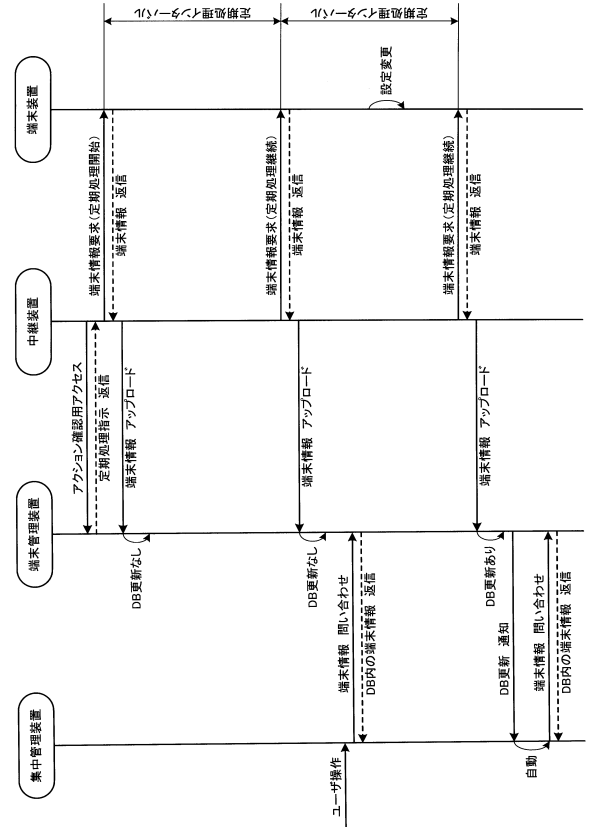 集中管理装置
端末管理装置
中継装置
端末装置
アクション確認用アクセス
定期処理指示 返信
端末情報要求(定期処理開始)
端末情報 返信
端末情報 アップロード
DB更新なし
定期処理インターバル
端末情報要求(定期処理継続)
端末情報 返信
端末情報 アップロード
DB更新なし
ユーザ操作
端末情報 問い合わせ
DB内の端末情報 返信
定期処理インターバル
設定変更
端末情報要求(定期処理継続)
端末情報 返信
端末情報 アップロード
DB更新あり
DB更新 通知
自動
端末情報 問い合わせ
DB内の端末情報 返信